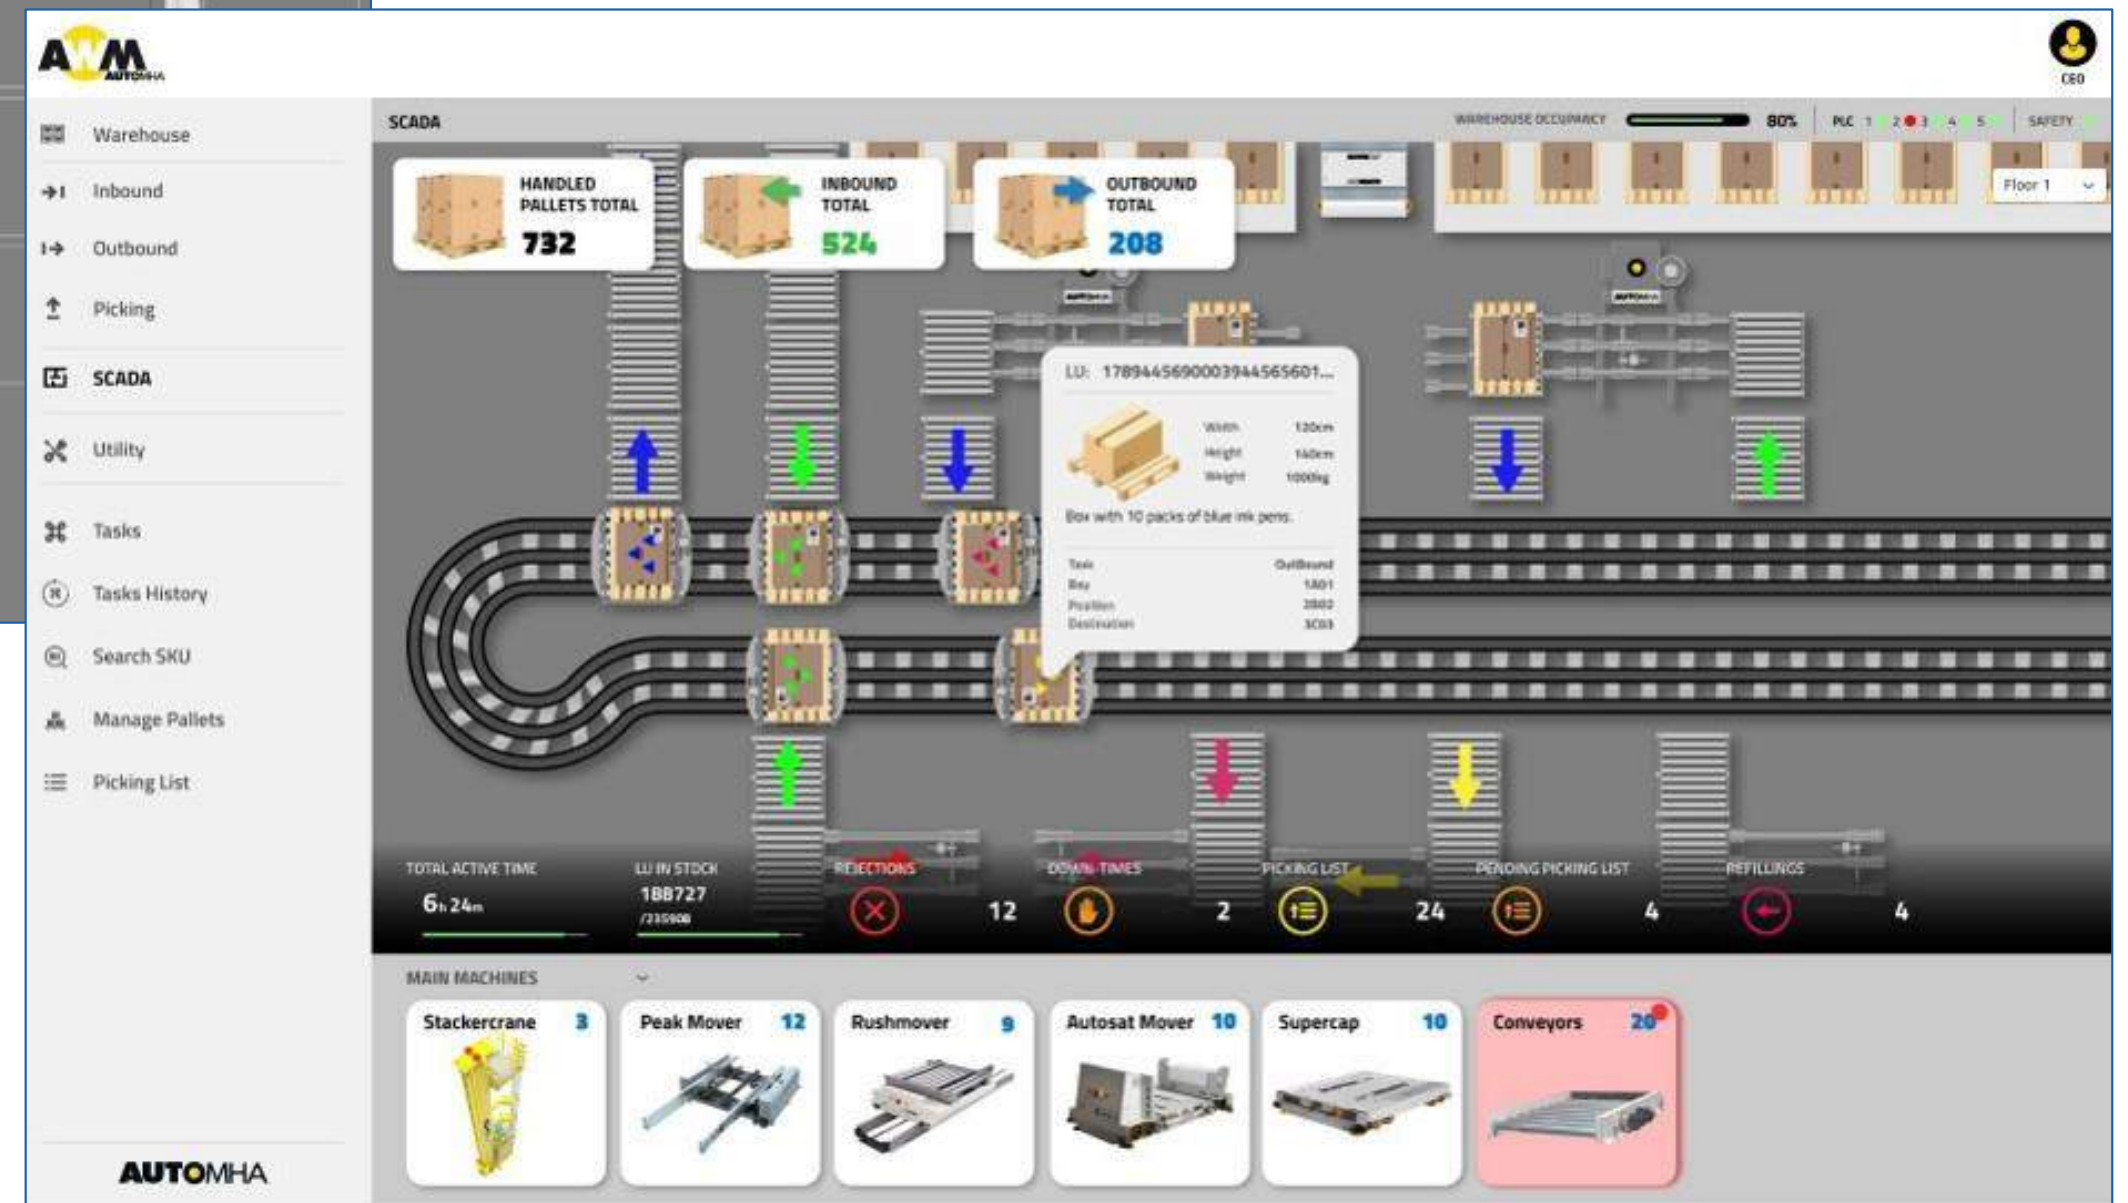 AWM
AUTOMHA
CEO
Warehouse
Inbound
Outbound
Picking
SCADA
Utility
Tasks
Tasks History
Search SKU
Manage Pallets
Picking List
AUTOMHA
SCADA
WAREHOUSE OCCUPANCY 80% PLC 1 2 3 4 5 SAFETY
Floor 1
HANDLED
PALLETS TOTAL
732
INBOUND
TOTAL
524
OUTBOUND
TOTAL
208
AUTOMHA
AUTOMHA
LU: 1789445690003944565601...
Width 120cm
Height 140cm
Weight 1000kg
Box with 10 packs of blue ink pens.
Task OutBound
Bay 1A01
Position 2B02
Destination 3C03
TOTAL ACTIVE TIME
6h 24m
LU IN STOCK
188727
/235908
REJECTIONS
12
DOWN-TIMES
2
PICKING LIST
24
PENDING PICKING LIST
4
REFILLINGS
4
MAIN MACHINES
Stackercrane 3
Peak Mover 12
Rushmover 9
Autosat Mover 10
Supercap 10
Conveyors 20